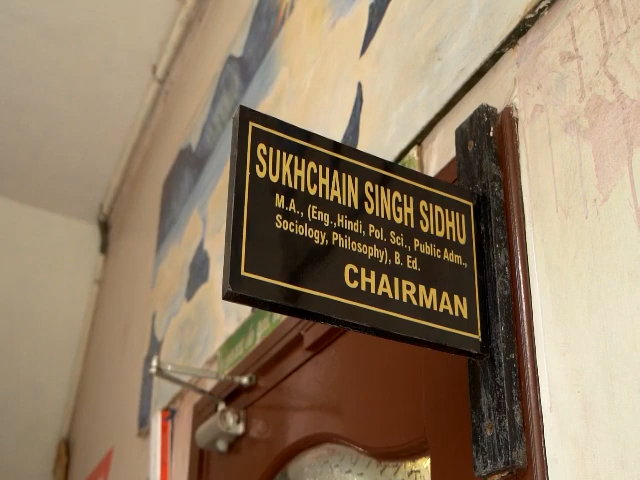 SUKHCHAIN SINGH SIDHU
M.A., (Eng.,Hindi, Pol. Sci., Public Adm.,
Sociology, Philosophy), B. Ed.
CHAIRMAN